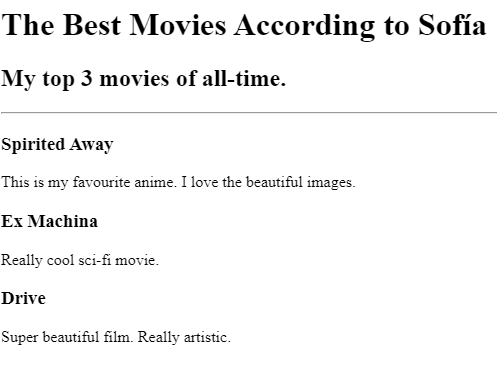 The Best Movies According to Sofía
My top 3 movies of all-time.
Spirited Away
This is my favourite anime. I love the beautiful images.
Ex Machina
Really cool sci-fi movie.
Drive
Super beautiful film. Really artistic.